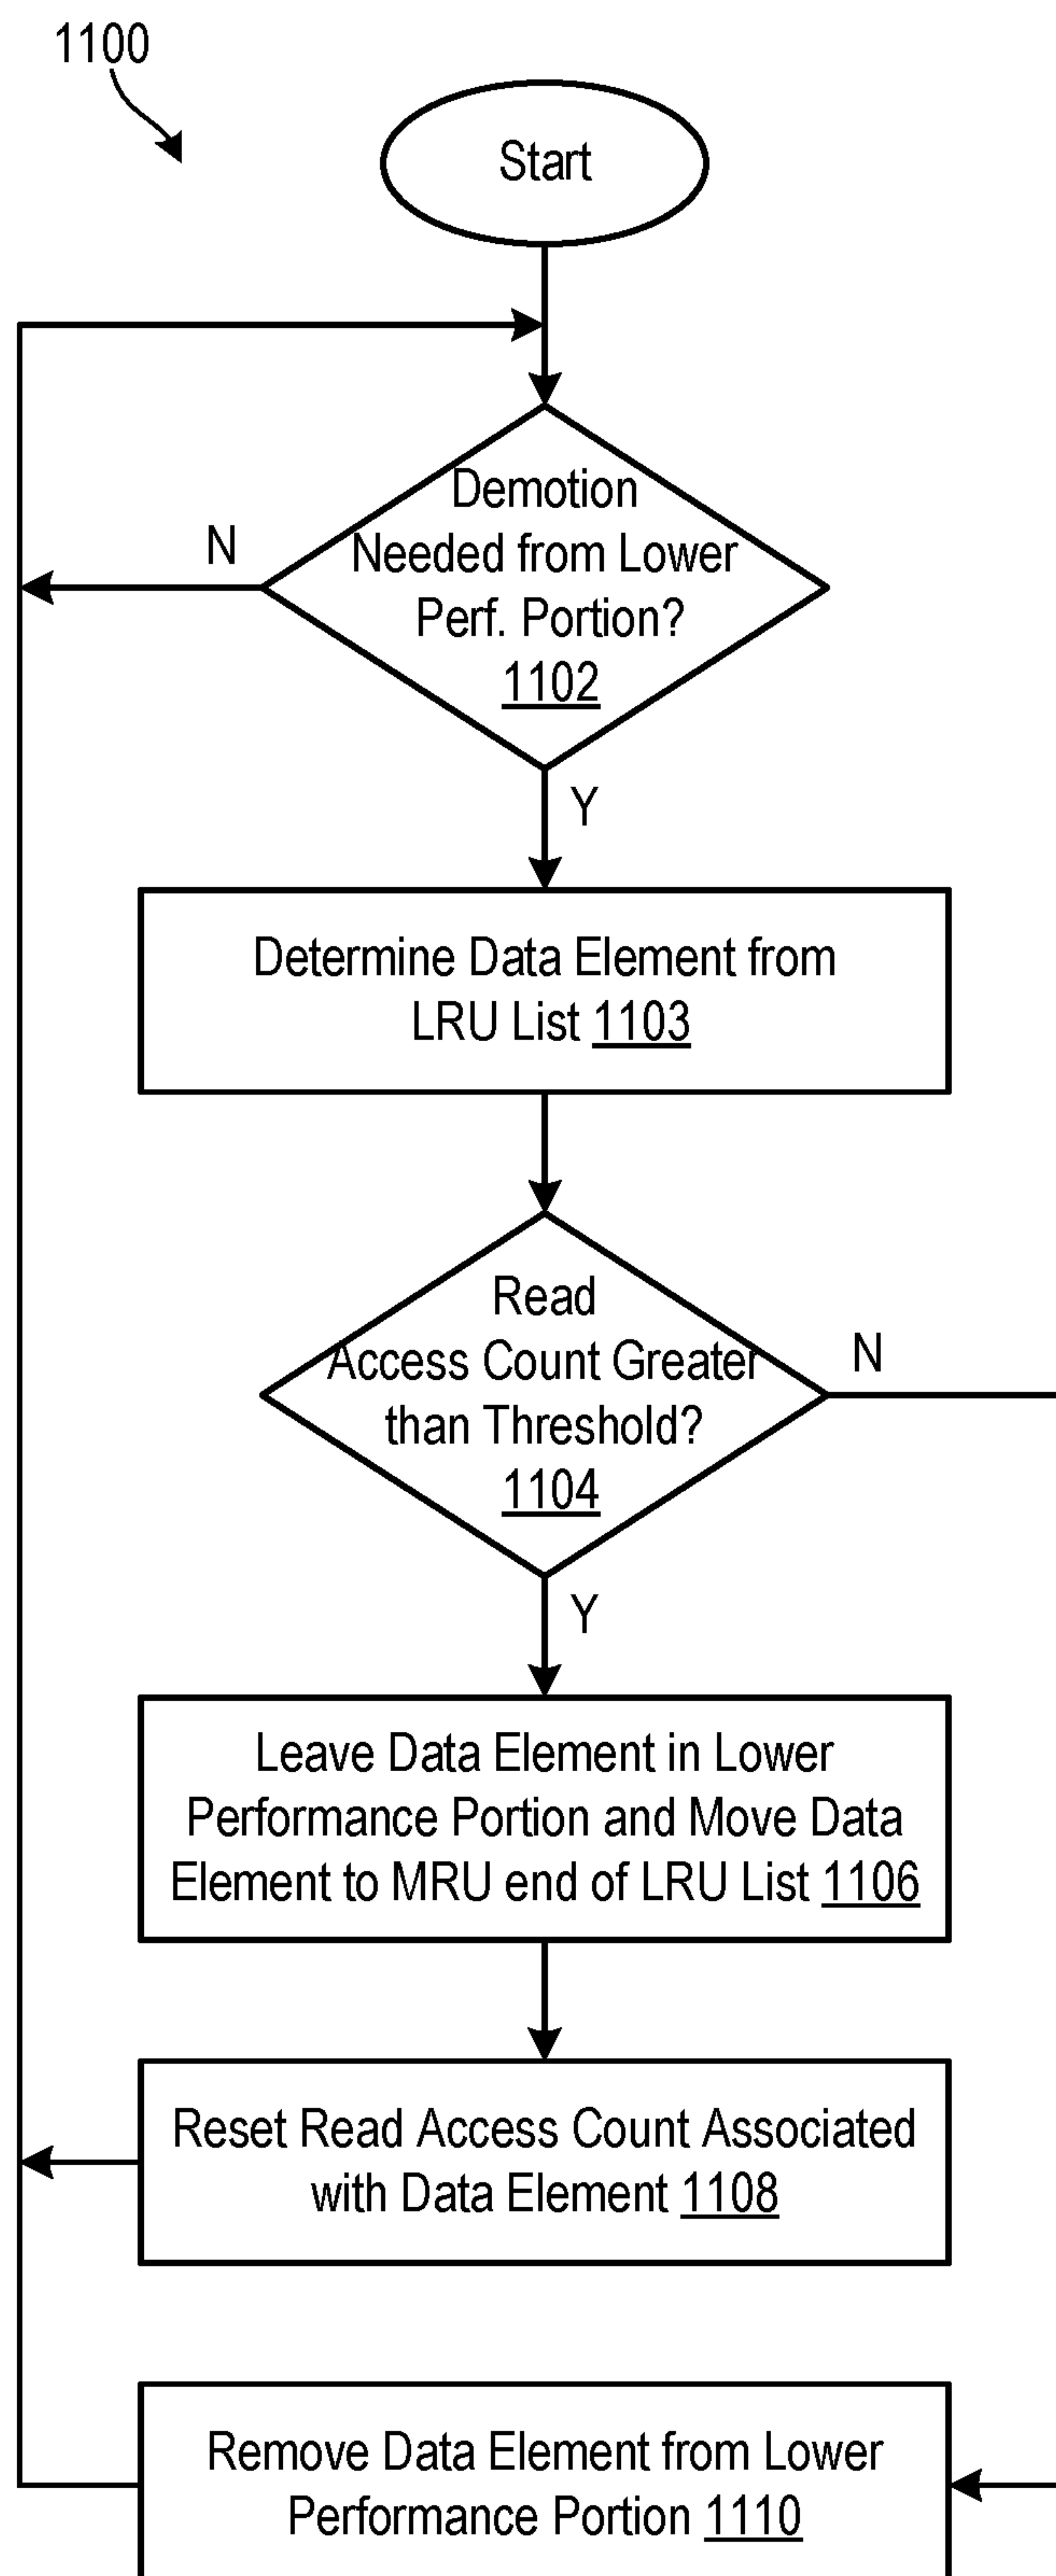 1100
Start
Demotion
Needed from Lower
Perf. Portion?
1102
N
Y
Determine Data Element from
LRU List 1103
Read
Access Count Greater
than Threshold?
1104
N
Y
Leave Data Element in Lower
Performance Portion and Move Data
Element to MRU end of LRU List 1106
Reset Read Access Count Associated
with Data Element 1108
Remove Data Element from Lower
Performance Portion 1110